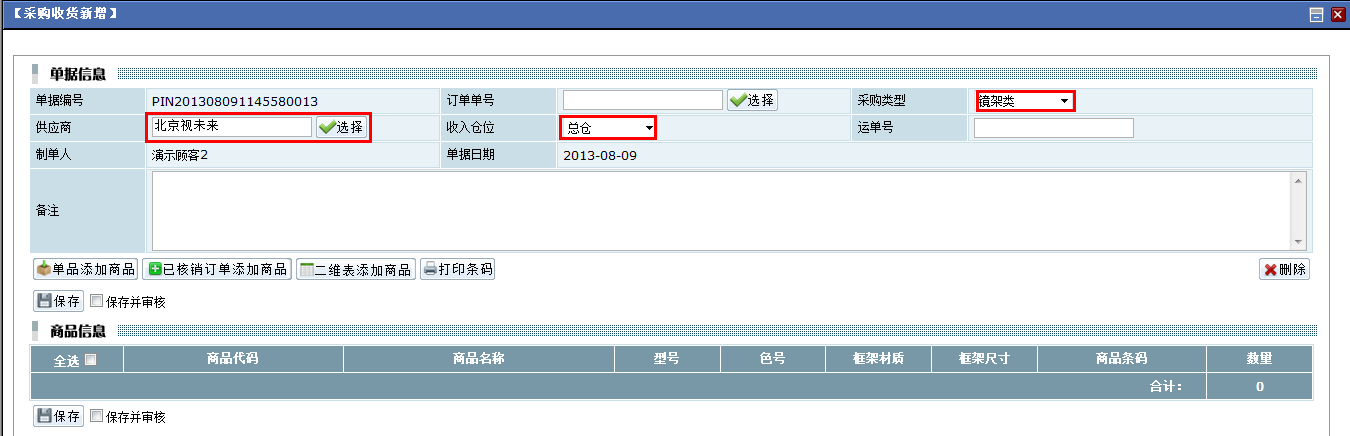 【采购收货新增】
单据信息
单据编号 PIN201308091145580013 订单单号 选择 采购类型 镜架类
供应商 北京视未来 选择 收入仓位 总仓 运单号
制单人 演示顾客2 单据日期 2013-08-09
备注
单品添加商品 已核销订单添加商品 二维表添加商品 打印条码 删除
保存 保存并审核
商品信息
全选 商品代码 商品名称 型号 色号 框架材质 框架尺寸 商品条码 数量
合计： 0
保存 保存并审核